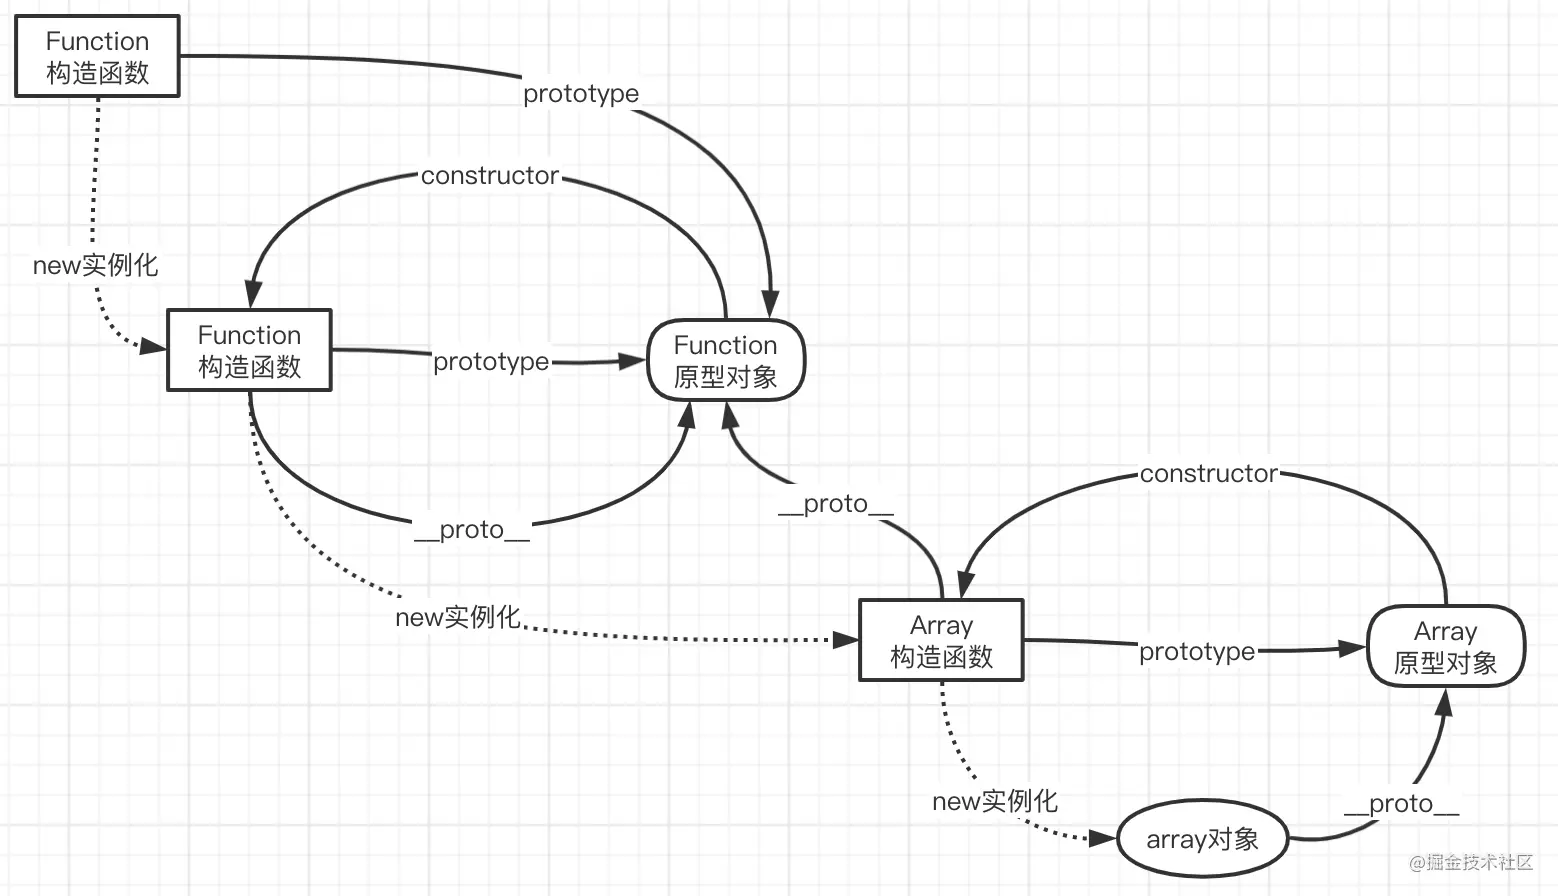 Function
构造函数
prototype
constructor
new实例化
Function
构造函数
prototype
Function
原型对象
__proto__
__proto__
constructor
new实例化
Array
构造函数
prototype
Array
原型对象
new实例化
array对象
__proto__
@掘金技术社区